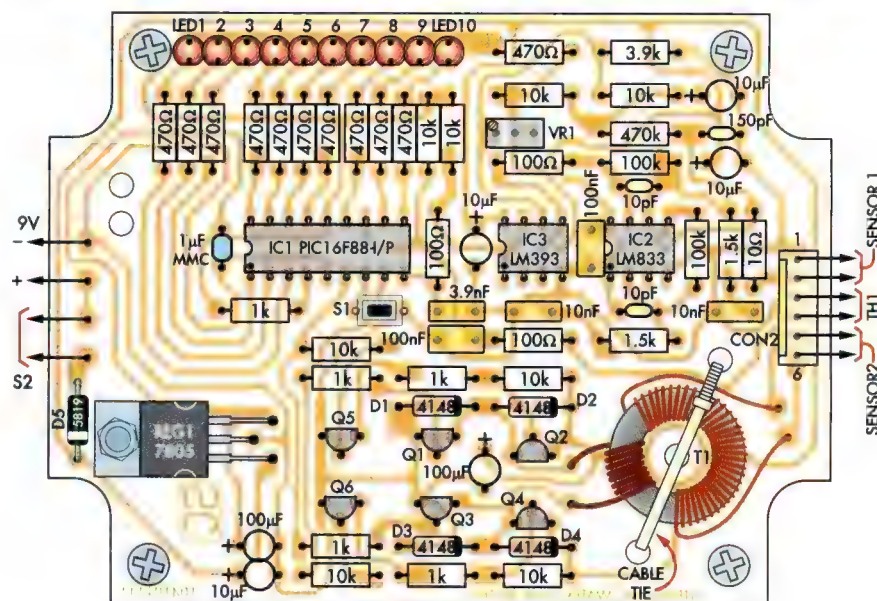 LED1 2 3 4 5 6 7 8 9 LED10
470Ω 3.9k
10k 10k 10µF
470Ω 470Ω 470Ω 470Ω 470Ω 470Ω 470Ω 470Ω 470Ω 10k 10k
VR1 470k 150pF
100Ω 100k 10µF
10pF
100nF
9V
-
+
S2
1µF MMC
IC1 PIC16F88-I/P
100Ω
10µF
IC3 LM393
IC2 LM833
100k
1.5k
10Ω
1
SENSOR 1
TH1
SENSOR2
CON2
6
1k
S1
3.9nF
10nF
10pF
10nF
100nF
100Ω
1.5k
10k
1k 1k 10k
D1 4148 4148 D2
D5 5819
7805
Q5 Q1 Q2
100µF
T1
Q6 Q3 Q4
100µF
D3 4148 4148 D4
1k
10µF
10k 1k 10k
CABLE TIE